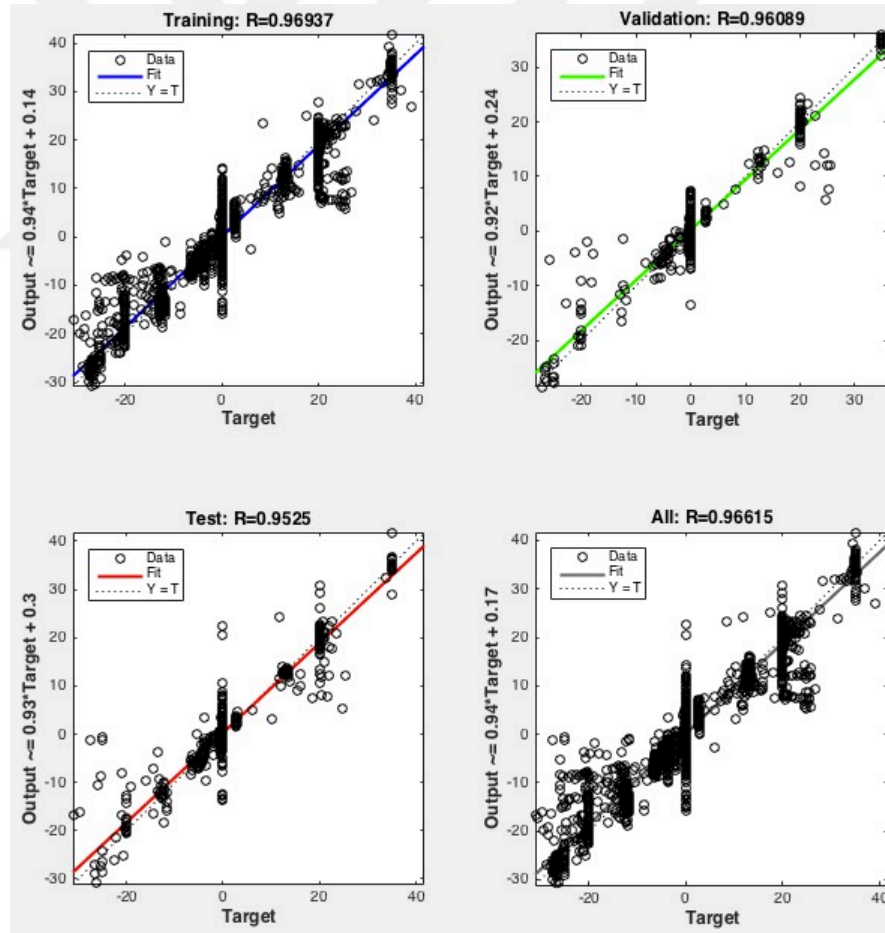 Training: R=0.96937
Output ~= 0.94*Target + 0.14
40
30
20
10
0
-10
-20
-30
Data
Fit
Y = T
-20
0
20
40
Target
Validation: R=0.96089
Output ~= 0.92*Target + 0.24
30
20
10
0
-10
-20
Data
Fit
Y = T
-20
-10
0
10
20
30
Target
Test: R=0.9525
Output ~= 0.93*Target + 0.3
40
30
20
10
0
-10
-20
-30
Data
Fit
Y = T
-20
0
20
40
Target
All: R=0.96615
Output ~= 0.94*Target + 0.17
40
30
20
10
0
-10
-20
-30
Data
Fit
Y = T
-20
0
20
40
Target